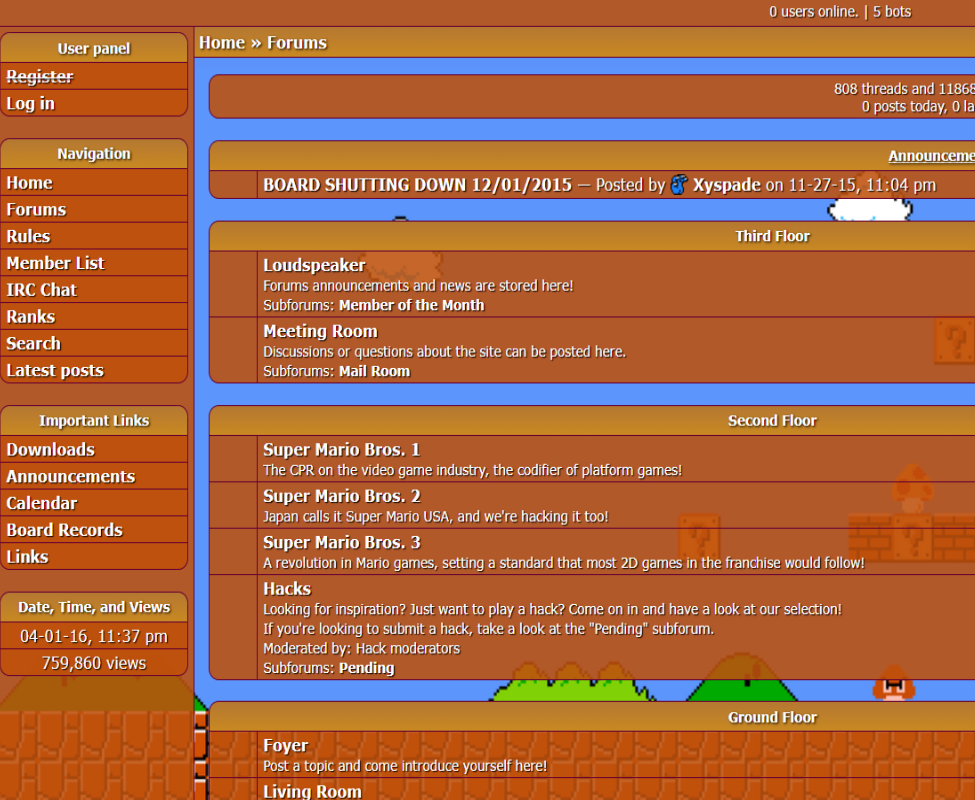 0 users online. | 5 bots
User panel
Register
Log in
Navigation
Home
Forums
Rules
Member List
IRC Chat
Ranks
Search
Latest posts
Important Links
Downloads
Announcements
Calendar
Board Records
Links
Date, Time, and Views
04-01-16, 11:37 pm
759,860 views
Home » Forums
808 threads and 11868
0 posts today, 0 la
Announceme
BOARD SHUTTING DOWN 12/01/2015 — Posted by Xyspade on 11-27-15, 11:04 pm
Third Floor
Loudspeaker
Forums announcements and news are stored here!
Subforums: Member of the Month
Meeting Room
Discussions or questions about the site can be posted here.
Subforums: Mail Room
Second Floor
Super Mario Bros. 1
The CPR on the video game industry, the codifier of platform games!
Super Mario Bros. 2
Japan calls it Super Mario USA, and we're hacking it too!
Super Mario Bros. 3
A revolution in Mario games, setting a standard that most 2D games in the franchise would follow!
Hacks
Looking for inspiration? Just want to play a hack? Come on in and have a look at our selection!
If you're looking to submit a hack, take a look at the "Pending" subforum.
Moderated by: Hack moderators
Subforums: Pending
Ground Floor
Foyer
Post a topic and come introduce yourself here!
Living Room